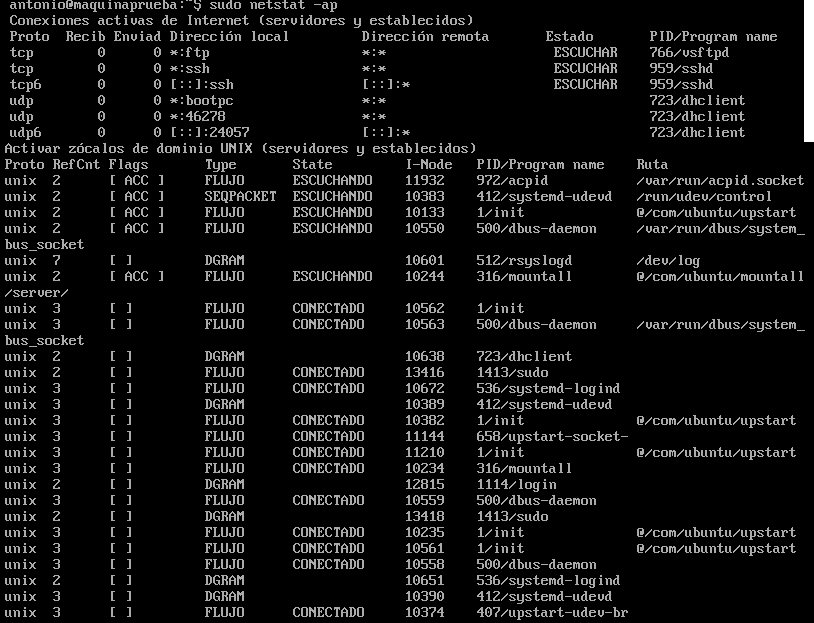 antonio@maquinaprueba:~$ sudo netstat -ap
Conexiones activas de Internet (servidores y establecidos)
Proto  Recib Enviad Dirección local         Dirección remota       Estado       PID/Program name
tcp        0      0 *:ftp                   *:*                     ESCUCHAR    766/vsftpd
tcp        0      0 *:ssh                   *:*                     ESCUCHAR    959/sshd
tcp6       0      0 [::]:ssh                [::]:*                  ESCUCHAR    959/sshd
udp        0      0 *:bootpc                *:*                                 723/dhclient
udp        0      0 *:46278                 *:*                                 723/dhclient
udp6       0      0 [::]:24057              [::]:*                              723/dhclient
Activar zócalos de dominio UNIX (servidores y establecidos)
Proto RefCnt Flags       Type       State         I-Node   PID/Program name    Ruta
unix  2      [ ACC ]     FLUJO      ESCUCHANDO    11932    972/acpid           /var/run/acpid.socket
unix  2      [ ACC ]     SEQPACKET  ESCUCHANDO    10383    412/systemd-udevd   /run/udev/control
unix  2      [ ACC ]     FLUJO      ESCUCHANDO    10133    1/init              @/com/ubuntu/upstart
unix  2      [ ACC ]     FLUJO      ESCUCHANDO    10550    500/dbus-daemon     /var/run/dbus/system_
bus_socket
unix  7      [ ]         DGRAM                    10601    512/rsyslogd        /dev/log
unix  2      [ ACC ]     FLUJO      ESCUCHANDO    10244    316/mountall        @/com/ubuntu/mountall
/server/
unix  3      [ ]         FLUJO      CONECTADO     10562    1/init
unix  3      [ ]         FLUJO      CONECTADO     10563    500/dbus-daemon     /var/run/dbus/system_
bus_socket
unix  2      [ ]         DGRAM                    10638    723/dhclient
unix  2      [ ]         FLUJO      CONECTADO     13416    1413/sudo
unix  3      [ ]         FLUJO      CONECTADO     10672    536/systemd-logind
unix  3      [ ]         DGRAM                    10389    412/systemd-udevd
unix  3      [ ]         FLUJO      CONECTADO     10382    1/init              @/com/ubuntu/upstart
unix  3      [ ]         FLUJO      CONECTADO     11144    658/upstart-socket-
unix  3      [ ]         FLUJO      CONECTADO     11210    1/init              @/com/ubuntu/upstart
unix  3      [ ]         FLUJO      CONECTADO     10234    316/mountall
unix  2      [ ]         DGRAM                    12815    1114/login
unix  3      [ ]         FLUJO      CONECTADO     10559    500/dbus-daemon
unix  2      [ ]         DGRAM                    13418    1413/sudo
unix  3      [ ]         FLUJO      CONECTADO     10235    1/init              @/com/ubuntu/upstart
unix  3      [ ]         FLUJO      CONECTADO     10561    1/init              @/com/ubuntu/upstart
unix  3      [ ]         FLUJO      CONECTADO     10558    500/dbus-daemon
unix  2      [ ]         DGRAM                    10651    536/systemd-logind
unix  3      [ ]         DGRAM                    10390    412/systemd-udevd
unix  3      [ ]         FLUJO      CONECTADO     10374    407/upstart-udev-br